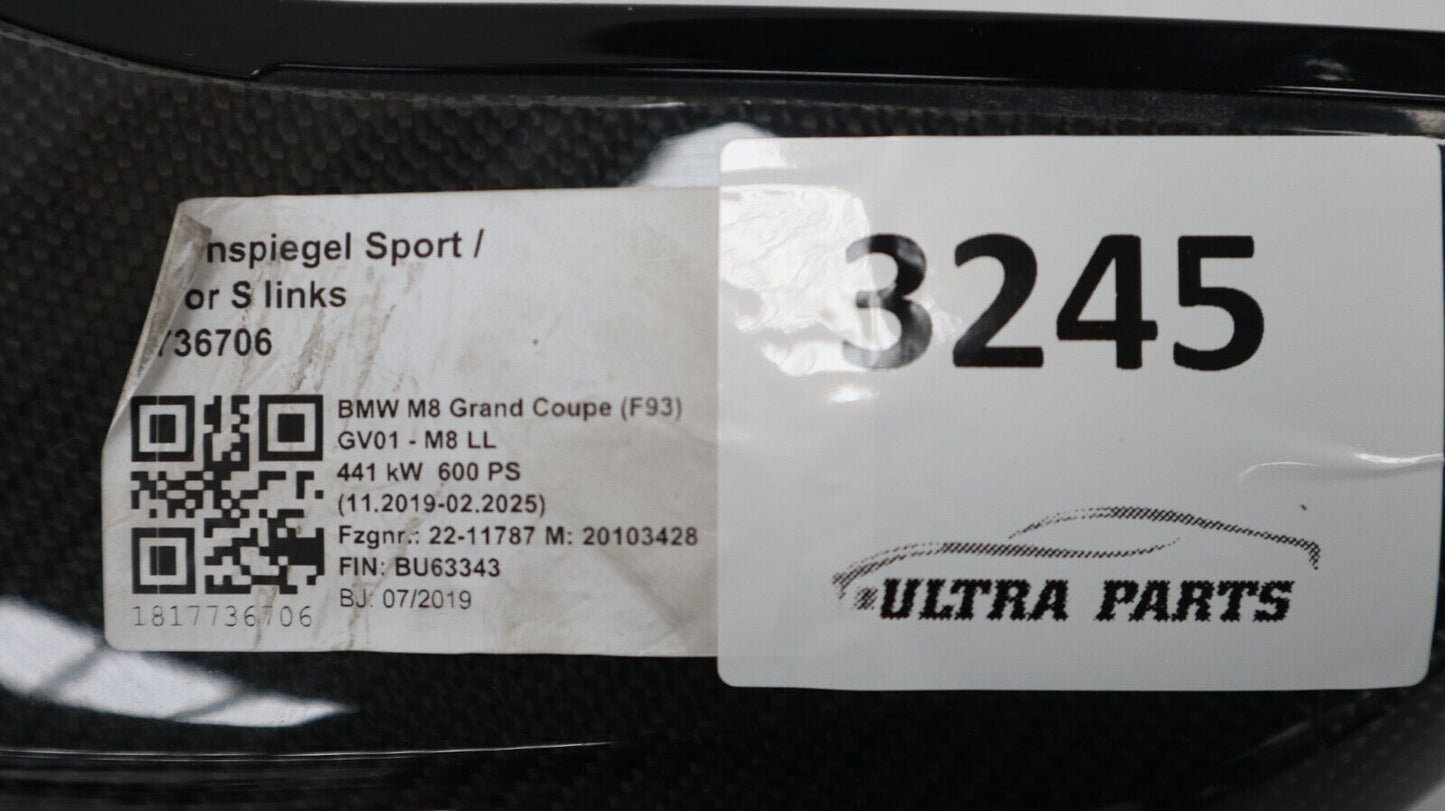 nspiegel Sport /
or S links
736706
BMW M8 Grand Coupe (F93)
GV01 - M8 LL
441 kW 600 PS
(11.2019-02.2025)
Fzgnr.: 22-11787 M: 20103428
FIN: BU63343
BJ: 07/2019
1817736706
3245
ULTRA PARTS